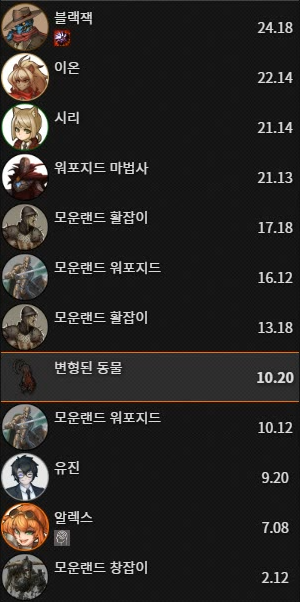 블랙잭 24.18
이온 22.14
시리 21.14
워포지드 마법사 21.13
모운랜드 활잡이 17.18
모운랜드 워포지드 16.12
모운랜드 활잡이 13.18
변형된 동물 10.20
모운랜드 워포지드 10.12
유진 9.20
알렉스 7.08
모운랜드 창잡이 2.12